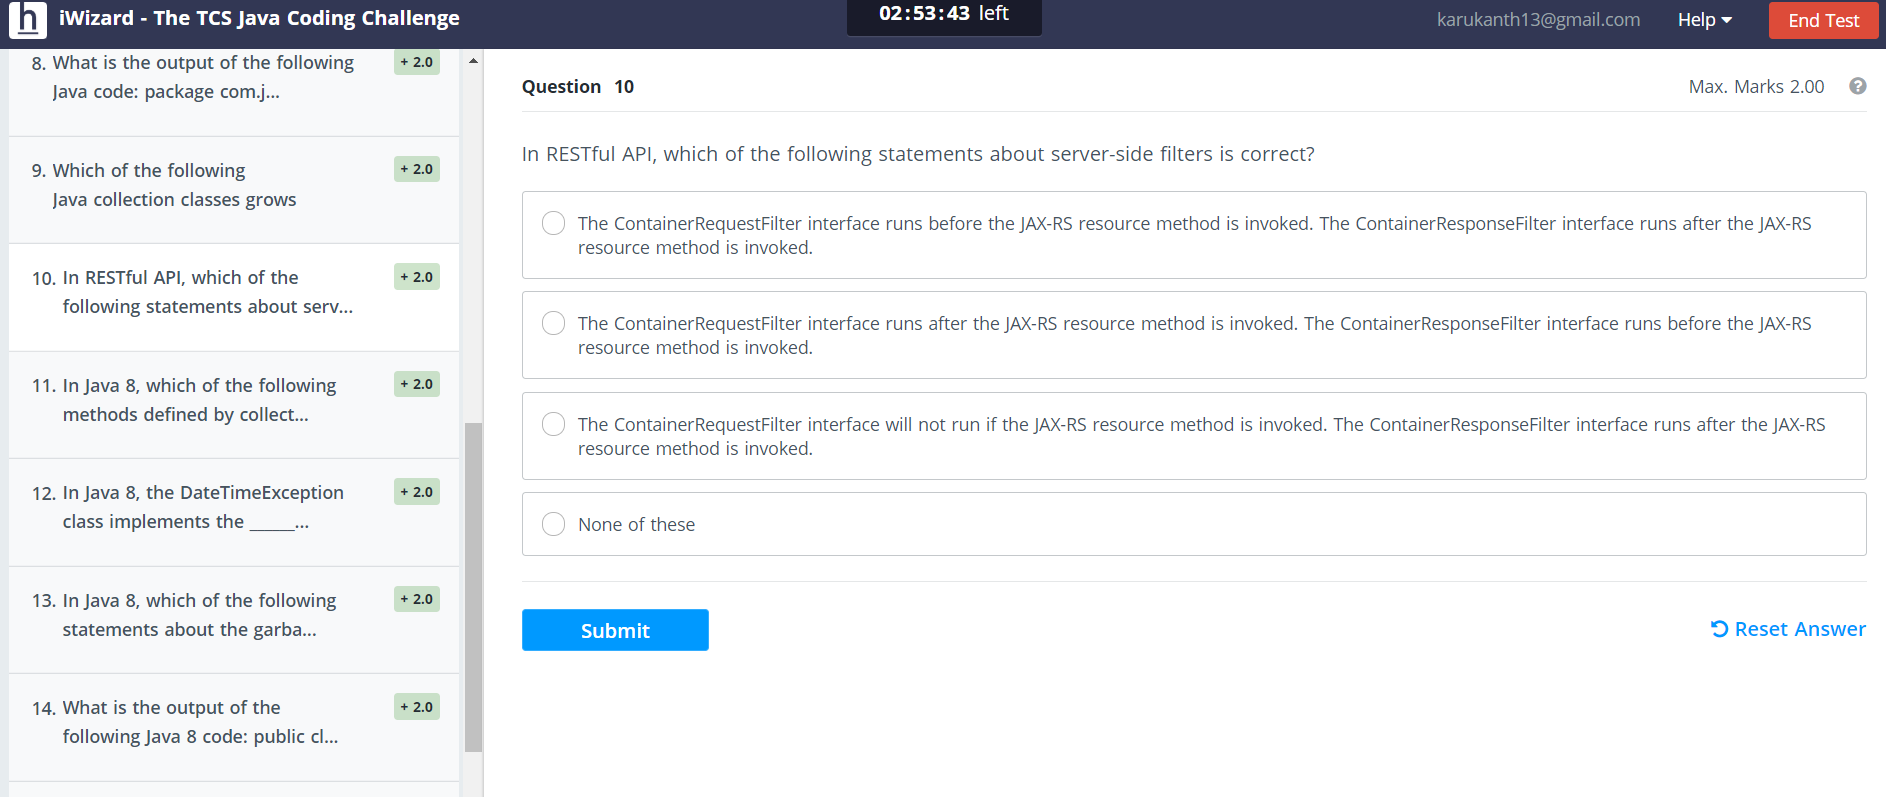 h iWizard - The TCS Java Coding Challenge
02:53:43 left
karukanth13@gmail.com
Help
End Test
8. What is the output of the following + 2.0
Java code: package com.j...
9. Which of the following + 2.0
Java collection classes grows
10. In RESTful API, which of the + 2.0
following statements about serv...
11. In Java 8, which of the following + 2.0
methods defined by collect...
12. In Java 8, the DateTimeException + 2.0
class implements the ______...
13. In Java 8, which of the following + 2.0
statements about the garba...
14. What is the output of the + 2.0
following Java 8 code: public cl...
Question 10
Max. Marks 2.00 ?
In RESTful API, which of the following statements about server-side filters is correct?
The ContainerRequestFilter interface runs before the JAX-RS resource method is invoked. The ContainerResponseFilter interface runs after the JAX-RS
resource method is invoked.
The ContainerRequestFilter interface runs after the JAX-RS resource method is invoked. The ContainerResponseFilter interface runs before the JAX-RS
resource method is invoked.
The ContainerRequestFilter interface will not run if the JAX-RS resource method is invoked. The ContainerResponseFilter interface runs after the JAX-RS
resource method is invoked.
None of these
Submit
Reset Answer